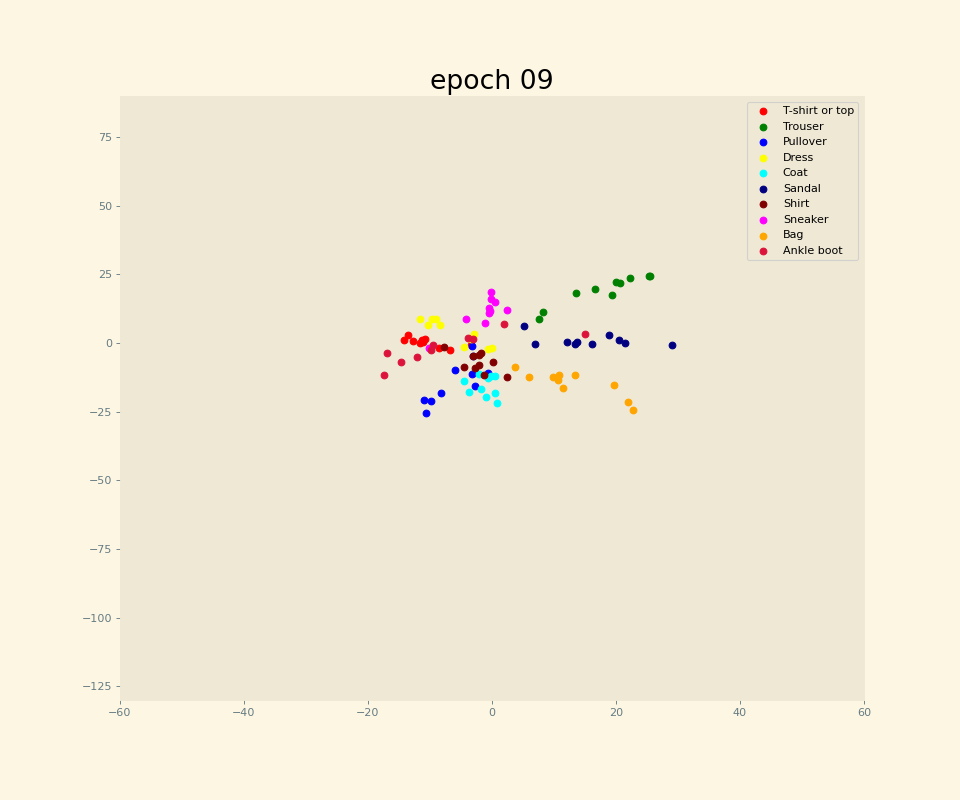 epoch 09
T-shirt or top
Trouser
Pullover
Dress
Coat
Sandal
Shirt
Sneaker
Bag
Ankle boot
75
50
25
0
−25
−50
−75
−100
−125
−60 −40 −20 0 20 40 60